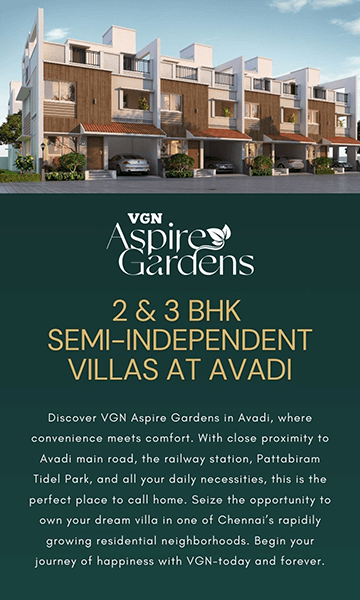 VGN
Aspire
Gardens
2 & 3 BHK
SEMI-INDEPENDENT
VILLAS AT AVADI
Discover VGN Aspire Gardens in Avadi, where
convenience meets comfort. With close proximity to
Avadi main road, the railway station, Pattabiram
Tidel Park, and all your daily necessities, this is the
perfect place to call home. Seize the opportunity to
own your dream villa in one of Chennai's rapidily
growing residential neighborhoods. Begin your
journey of happiness with VGN-today and forever.